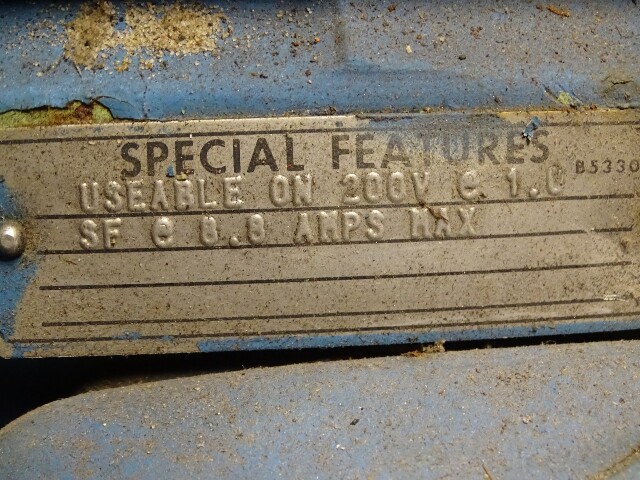 SPECIAL FEATURES B5330
USEABLE ON 200V @ 1.0
SF @ 8.8 AMPS MAX